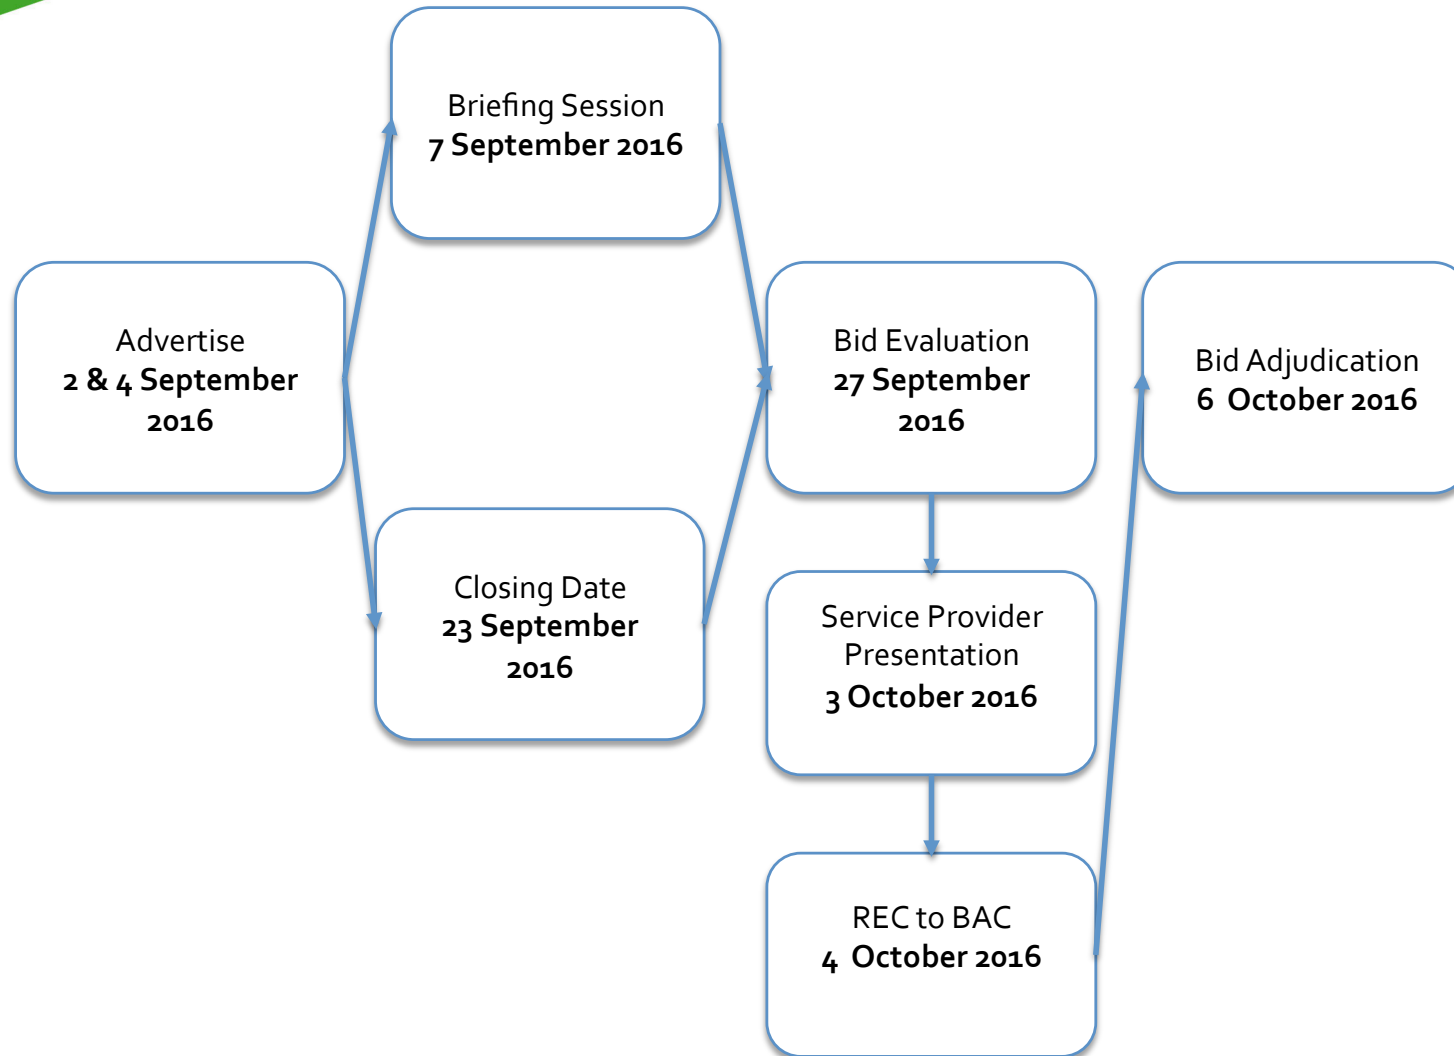 Briefing Session
7 September 2016
Advertise
2 & 4 September
2016
Closing Date
23 September
2016
Bid Evaluation
27 September
2016
Service Provider
Presentation
3 October 2016
REC to BAC
4 October 2016
Bid Adjudication
6 October 2016